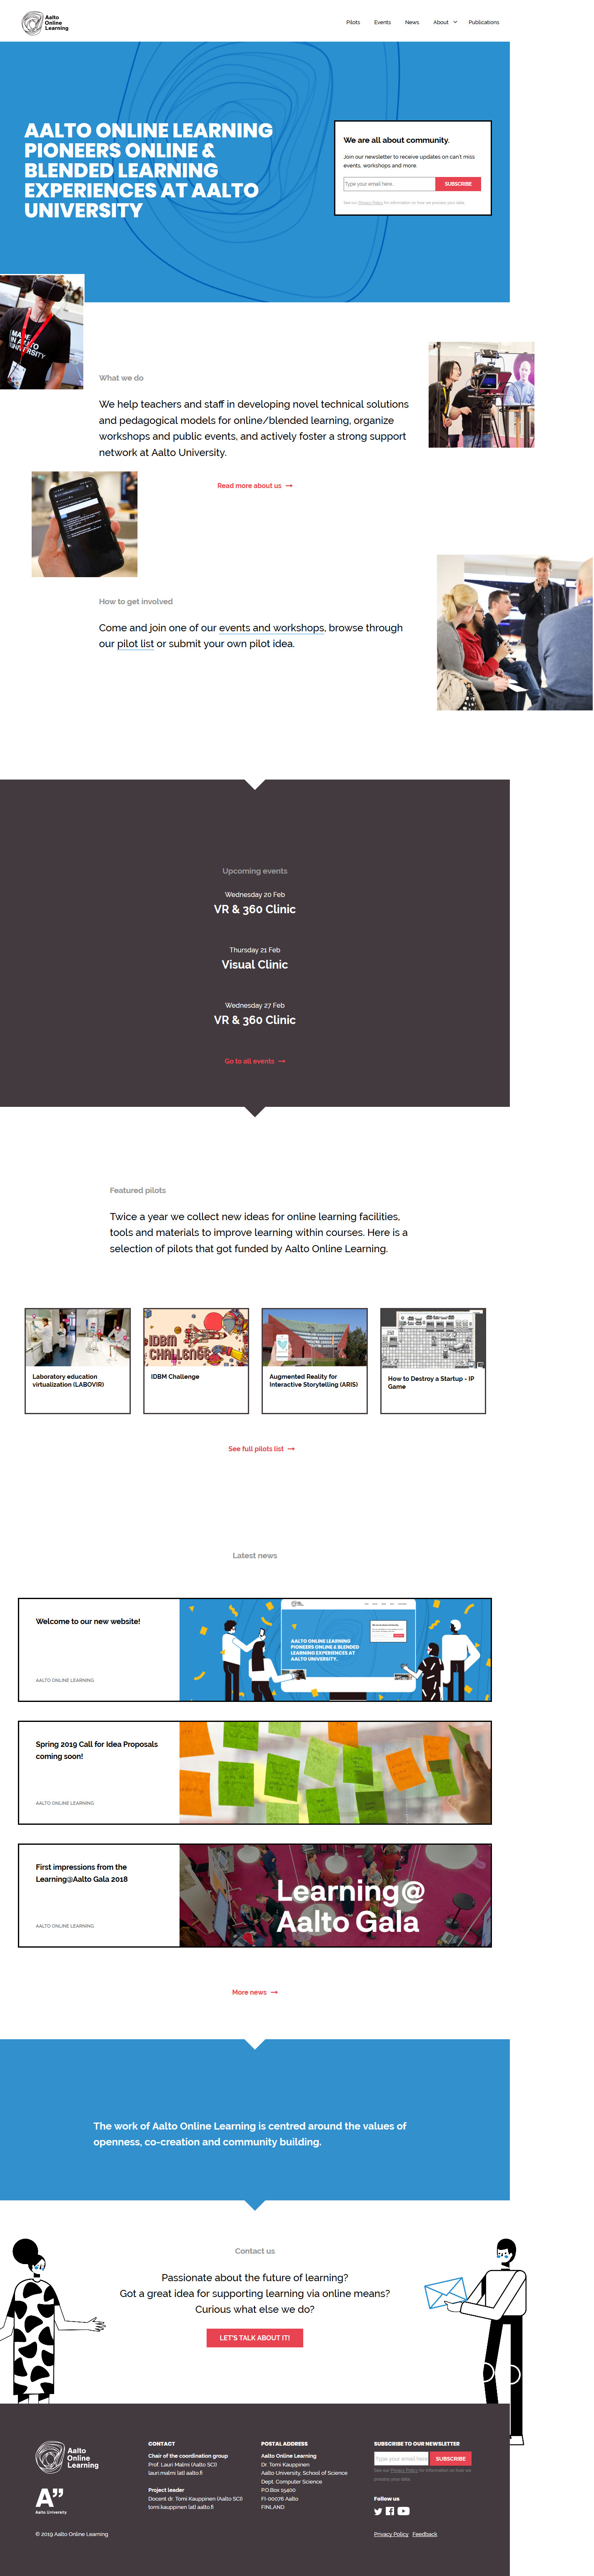 Aalto
Online
Learning
Pilots Events News About Publications
AALTO ONLINE LEARNING
PIONEERS ONLINE &
BLENDED LEARNING
EXPERIENCES AT AALTO
UNIVERSITY
We are all about community.
Join our newsletter to receive updates on can't miss
events, workshops and more.
Type your email here... SUBSCRIBE
See our Privacy Policy for information on how we process your data.
MADE
IN AALTO
UNIVERSITY
What we do
We help teachers and staff in developing novel technical solutions
and pedagogical models for online/blended learning, organize
workshops and public events, and actively foster a strong support
network at Aalto University.
Read more about us →
How to get involved
Come and join one of our events and workshops, browse through
our pilot list or submit your own pilot idea.
Upcoming events
Wednesday 20 Feb
VR & 360 Clinic
Thursday 21 Feb
Visual Clinic
Wednesday 27 Feb
VR & 360 Clinic
Go to all events →
Featured pilots
Twice a year we collect new ideas for online learning facilities,
tools and materials to improve learning within courses. Here is a
selection of pilots that got funded by Aalto Online Learning.
IDBM
CHALLENGE
Laboratory education
virtualization (LABOVIR)
IDBM Challenge
Augmented Reality for
Interactive Storytelling (ARIS)
How to Destroy a Startup - IP
Game
See full pilots list →
Latest news
Welcome to our new website!
AALTO ONLINE LEARNING
AALTO ONLINE LEARNING
PIONEERS ONLINE & BLENDED
LEARNING EXPERIENCES AT
AALTO UNIVERSITY.
Spring 2019 Call for Idea Proposals
coming soon!
AALTO ONLINE LEARNING
First impressions from the
Learning@Aalto Gala 2018
AALTO ONLINE LEARNING
Learning@
Aalto Gala
More news →
The work of Aalto Online Learning is centred around the values of
openness, co-creation and community building.
Contact us
Passionate about the future of learning?
Got a great idea for supporting learning via online means?
Curious what else we do?
LET'S TALK ABOUT IT!
Aalto
Online
Learning
A”
Aalto University
© 2019 Aalto Online Learning
CONTACT
Chair of the coordination group
Prof. Lauri Malmi (Aalto SCI)
lauri.malmi [at] aalto.fi
Project leader
Docent dr. Tomi Kauppinen (Aalto SCI)
tomi.kauppinen [at] aalto.fi
POSTAL ADDRESS
Aalto Online Learning
Dr. Tomi Kauppinen
Aalto University, School of Science
Dept. Computer Science
P.O.Box 15400
FI-00076 Aalto
FINLAND
SUBSCRIBE TO OUR NEWSLETTER
Type your email here SUBSCRIBE
See our Privacy Policy for information on how we
process your data.
Follow us
Privacy Policy Feedback